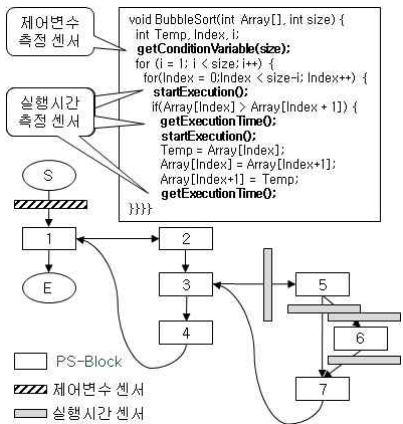 제어변수
측정 센서
실행시간
측정 센서
void BubbleSort(int Array[], int size) {
int Temp, Index, i;
getConditionVariable(size);
for (i = 1; i < size; i++) {
for(Index = 0;Index < size-i; Index++) {
startExecution();
if(Array[Index] > Array[Index + 1]) {
getExecutionTime();
startExecution();
Temp = Array[Index];
Array[Index] = Array[Index+1];
Array[Index+1] = Temp;
getExecutionTime();
}}}}
S
1
2
E
3
5
4
6
7
PS-Block
제어변수 센서
실행시간 센서